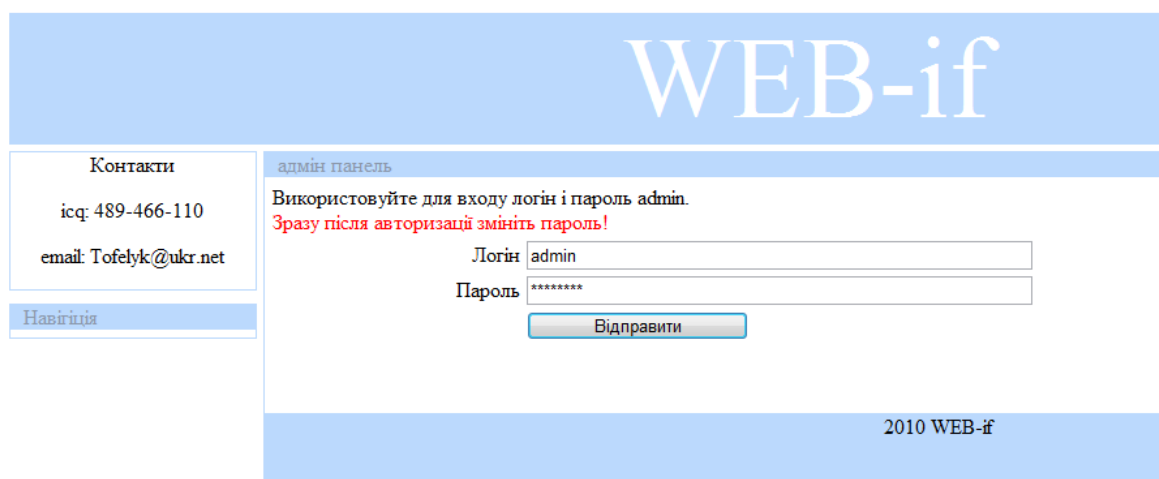 WEB-if
Контакти
icq: 489-466-110
email: Tofelyk@ukr.net
Навігіція
адмін панель
Використовуйте для входу логін і пароль admin.
Зразу після авторизації змініть пароль!
Логін admin
Пароль ********
Відправити
2010 WEB-if